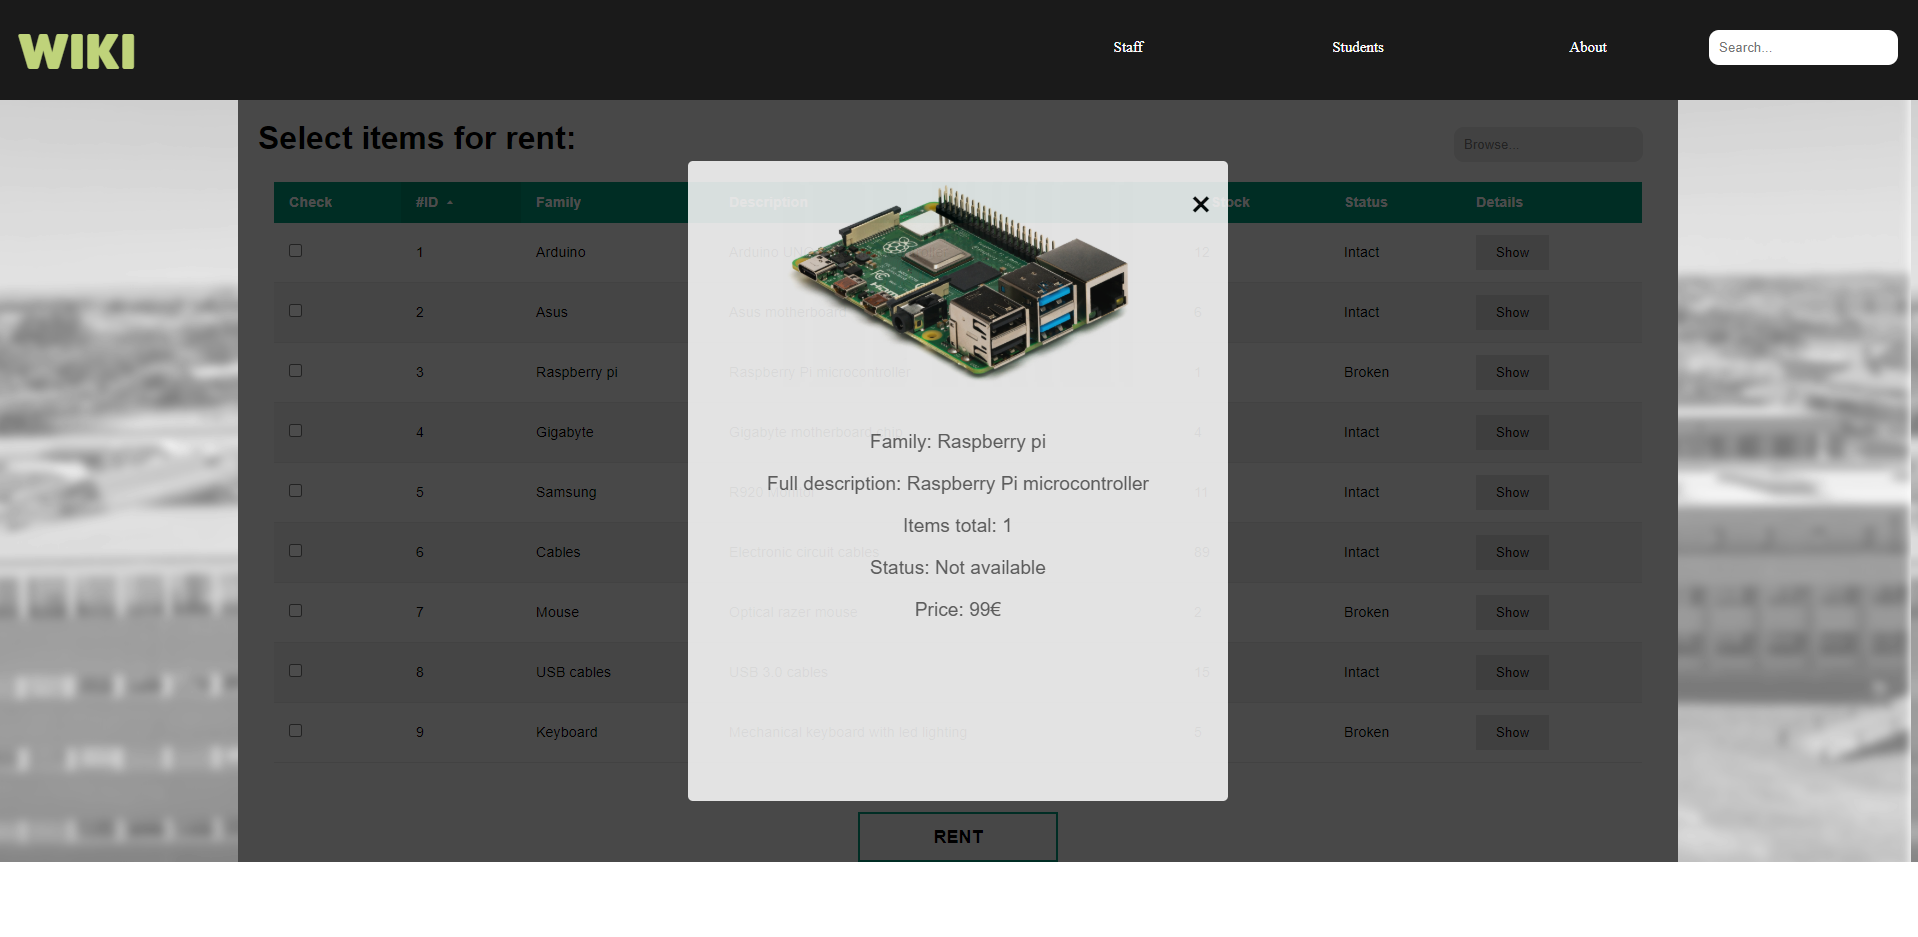 WIKI
Staff Students About Search...
Select items for rent:
Browse...
Check #ID Family Description Stock Status Details
1 Arduino Arduino 12 Intact Show
2 Asus Asus motherboard 6 Intact Show
3 Raspberry pi Raspberry Pi microcontroller 1 Broken Show
4 Gigabyte Gigabyte motherboard chip 4 Intact Show
5 Samsung 11 Intact Show
6 Cables Electronic circuit cables 89 Intact Show
7 Mouse Optical razer mouse 2 Broken Show
8 USB cables USB 3.0 cables 15 Intact Show
9 Keyboard Mechanical keyboard with led lighting 5 Broken Show
Family: Raspberry pi
Full description: Raspberry Pi microcontroller
Items total: 1
Status: Not available
Price: 99€
RENT